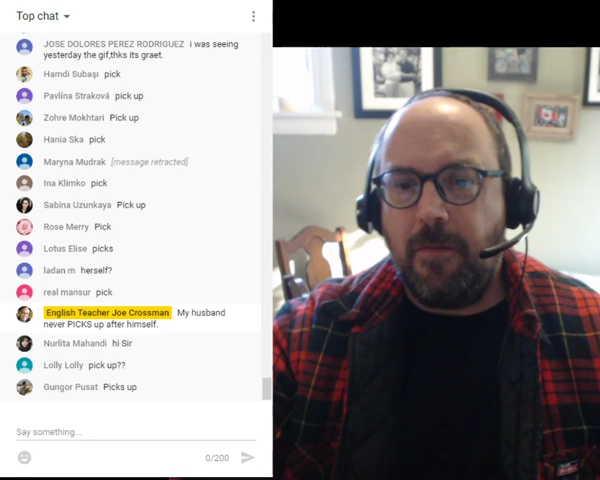 Top chat
JOSE DOLORES PEREZ RODRIGUEZ i was seeing
yesterday the gif,thks its graet.
Hamdi Subaşı pick
Pavlína Straková pick up
Zohre Mokhtari Pick up
Hania Ska pick
Maryna Mudrak [message retracted]
Ina Klimko pick
Sabina Uzunkaya Pick up
Rose Merry Pick
Lotus Elise picks
ladan m herself?
real mansur pick
English Teacher Joe Crossman My husband
never PICKS up after himself.
Nurlita Mahandi hi Sir
Lolly Lolly pick up??
Gungor Pusat Picks up
Say something...
0/200